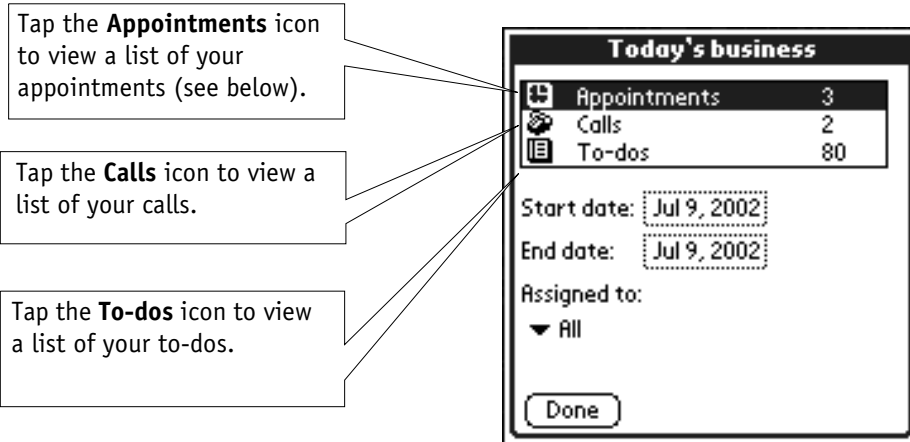 Tap the Appointments icon
to view a list of your
appointments (see below).
Tap the Calls icon to view a
list of your calls.
Tap the To-dos icon to view
a list of your to-dos.
Today's business
Appointments 3
Calls 2
To-dos 80
Start date: Jul 9, 2002
End date: Jul 9, 2002
Assigned to:
All
Done